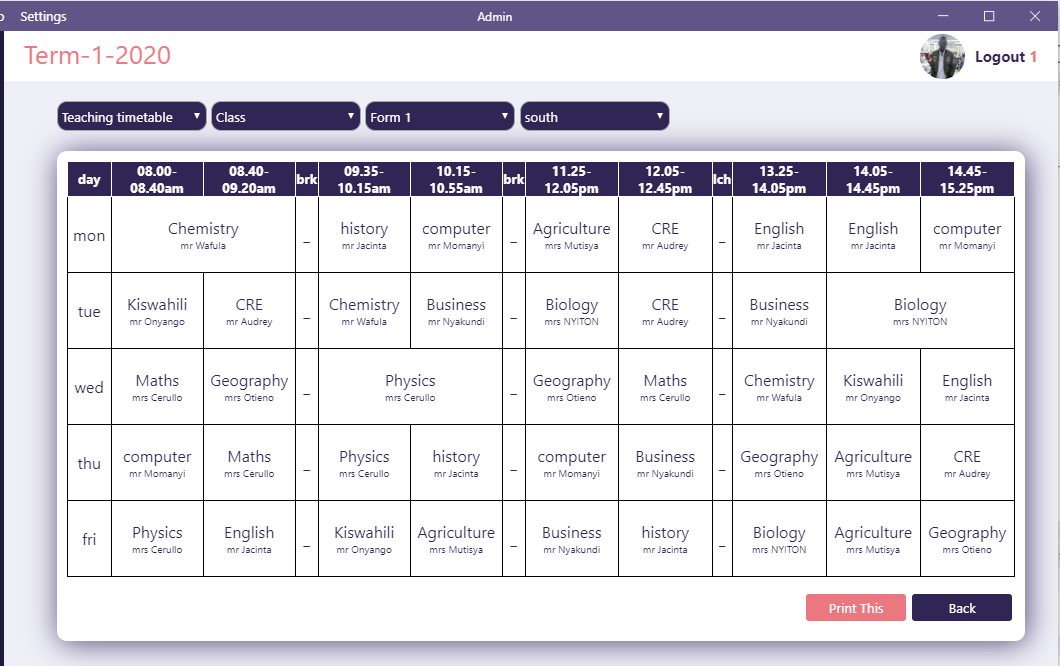 Settings Admin
Term-1-2020 Logout 1
Teaching timetable Class Form 1 south
day 08.00-08.40am 08.40-09.20am brk 09.35-10.15am 10.15-10.55am brk 11.25-12.05pm 12.05-12.45pm lch 13.25-14.05pm 14.05-14.45pm 14.45-15.25pm
mon Chemistry _ history computer _ Agriculture CRE _ English English computer
mr Wafula mr Jacinta mr Momanyi mrs Mutisya mr Audrey mr Jacinta mr Jacinta mr Momanyi
tue Kiswahili CRE _ Chemistry Business _ Biology CRE _ Business Biology
mr Onyango mr Audrey mr Wafula mr Nyakundi mrs NYITON mr Audrey mr Nyakundi mrs NYITON
wed Maths Geography _ Physics _ Geography Maths _ Chemistry Kiswahili English
mrs Cerullo mrs Otieno mrs Cerullo mrs Otieno mrs Cerullo mr Wafula mr Onyango mr Jacinta
thu computer Maths _ Physics history _ computer Business _ Geography Agriculture CRE
mr Momanyi mrs Cerullo mrs Cerullo mr Jacinta mr Momanyi mr Nyakundi mrs Otieno mrs Mutisya mr Audrey
fri Physics English _ Kiswahili Agriculture _ Business history _ Biology Agriculture Geography
mrs Cerullo mr Jacinta mr Onyango mrs Mutisya mr Nyakundi mr Jacinta mrs NYITON mrs Mutisya mrs Otieno
Print This Back